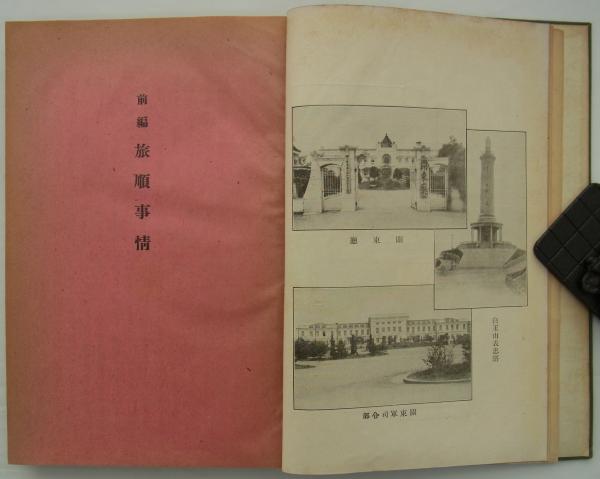 前編 旅順事情
廳東關
白玉山表忠塔
部令司軍東關